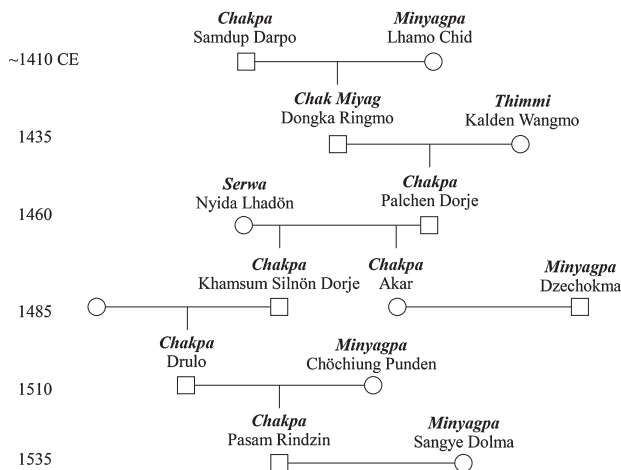 Chakpa
Samdup Darpo
Minyagpa
Lhamo Chid
~1410 CE
Chak Miyag
Dongka Ringmo
Thimmi
Kalden Wangmo
1435
Serwa
Nyida Lhadön
Chakpa
Palchen Dorje
1460
Chakpa
Khamsum Silnön Dorje
Chakpa
Akar
Minyagpa
Dzechokma
1485
Chakpa
Drulo
Minyagpa
Chöchiung Punden
1510
Chakpa
Pasam Rindzin
Minyagpa
Sangye Dolma
1535